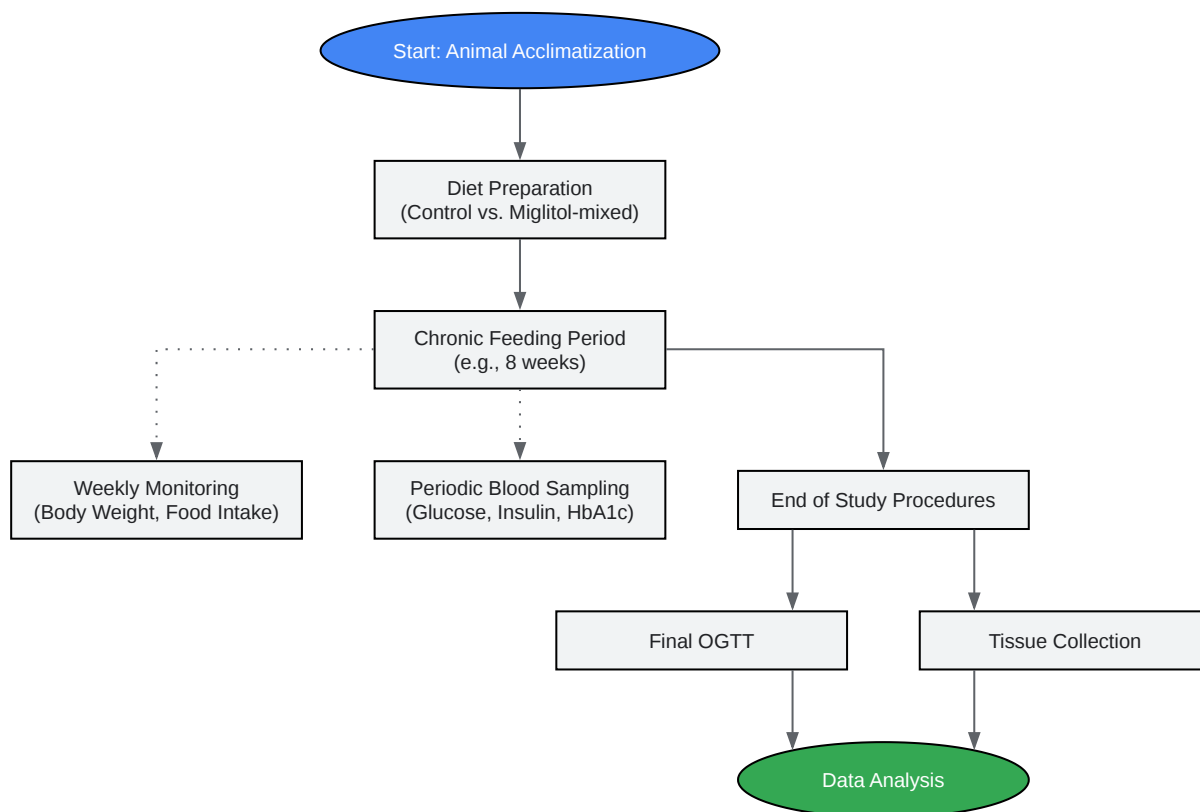 Start: Animal Acclimatization
Diet Preparation
(Control vs. Miglitol-mixed)
Chronic Feeding Period
(e.g., 8 weeks)
Weekly Monitoring
(Body Weight, Food Intake)
Periodic Blood Sampling
(Glucose, Insulin, HbA1c)
End of Study Procedures
Final OGTT
Tissue Collection
Data Analysis